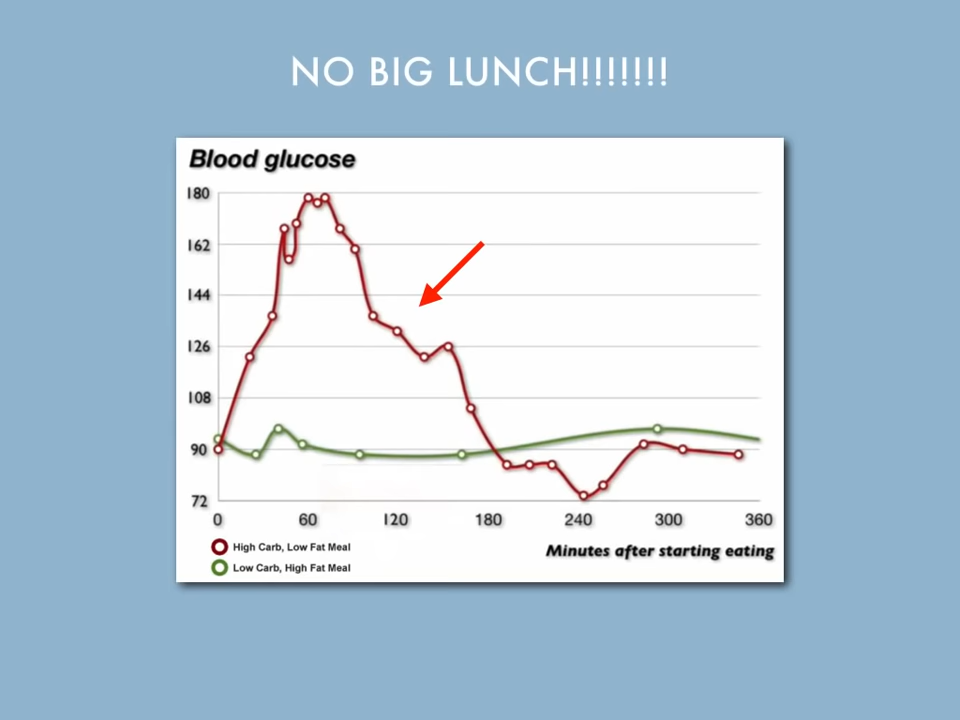 NO BIG LUNCH!!!!!!!
Blood glucose
180
162
144
126
108
90
72
0 60 120 180 240 300 360
High Carb, Low Fat Meal
Minutes after starting eating
Low Carb, High Fat Meal